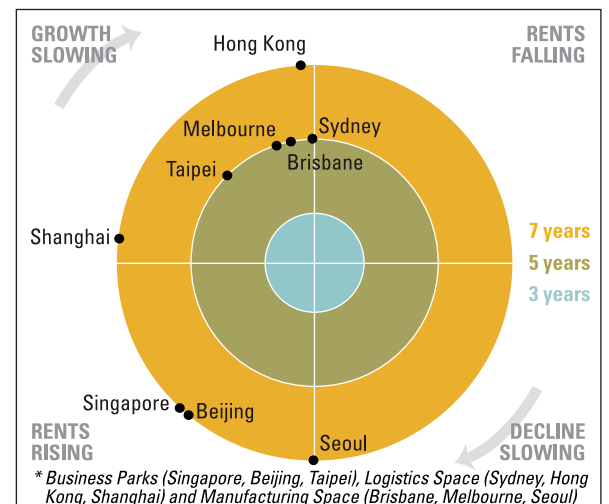 GROWTH
SLOWING
RENTS
FALLING
Hong Kong
Melbourne
Sydney
Brisbane
Taipei
Shanghai
7 years
5 years
3 years
Singapore
Beijing
Seoul
RENTS
RISING
DECLINE
SLOWING
* Business Parks (Singapore, Beijing, Taipei), Logistics Space (Sydney, Hong
Kong, Shanghai) and Manufacturing Space (Brisbane, Melbourne, Seoul)